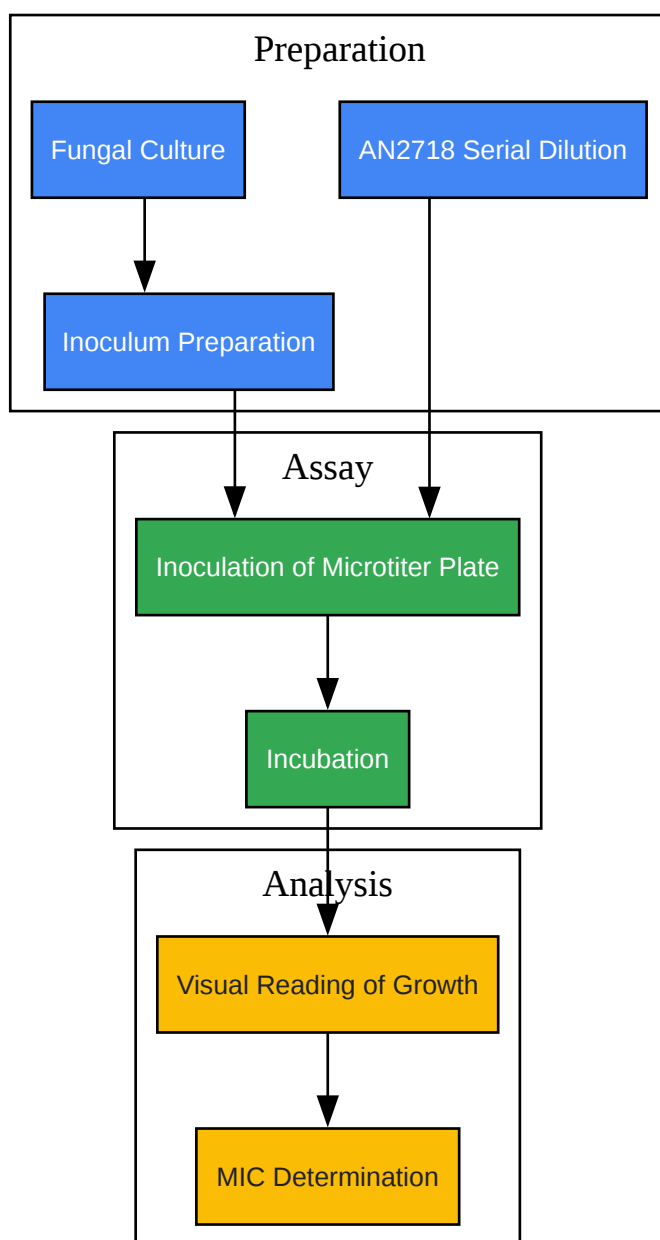 Preparation
Fungal Culture
AN2718 Serial Dilution
Inoculum Preparation
Assay
Inoculation of Microtiter Plate
Incubation
Analysis
Visual Reading of Growth
MIC Determination